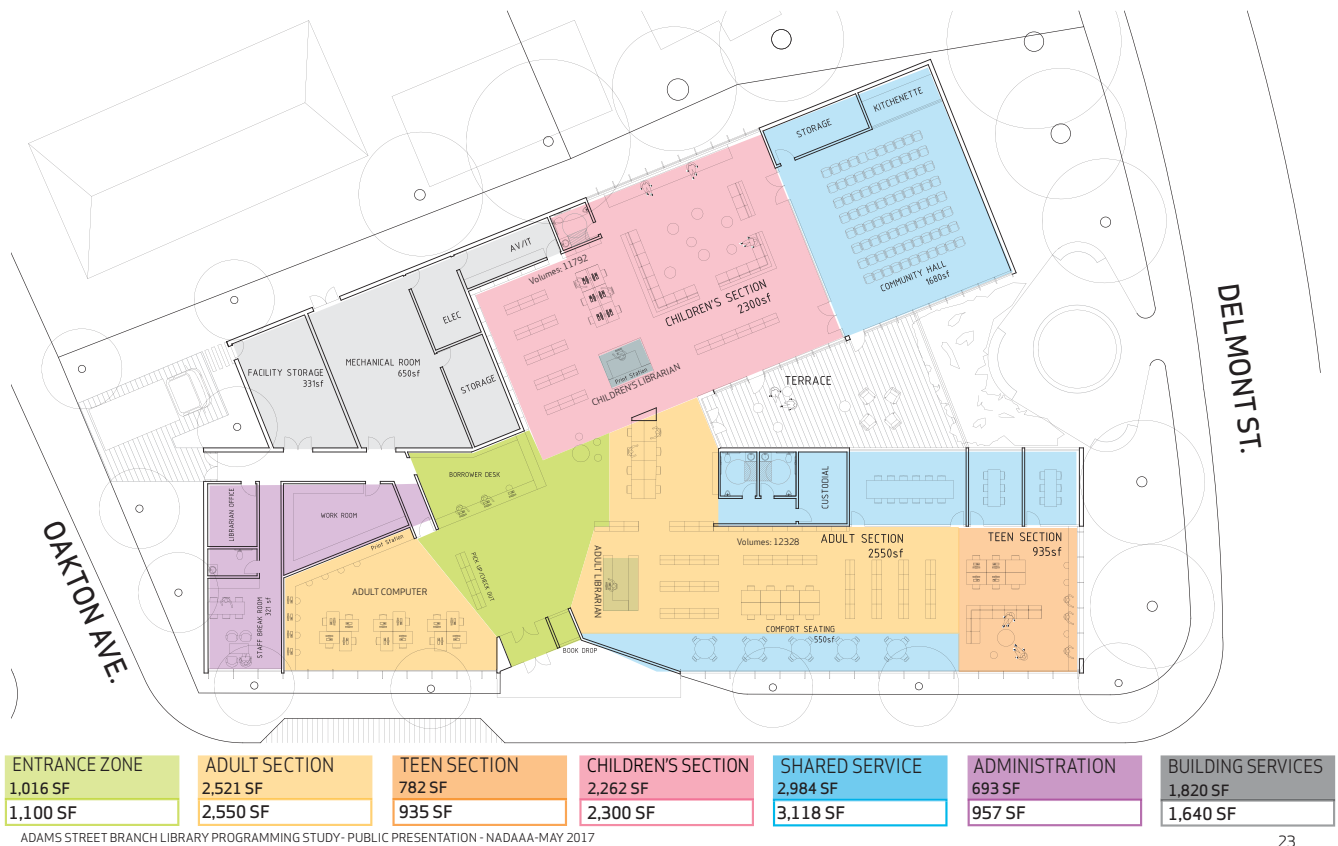 KITCHENETTE
STORAGE
AV/IT
Volumes: 11792
COMMUNITY HALL
1680sf
CHILDREN'S SECTION
2300sf
ELEC
MECHANICAL ROOM
650sf
FACILITY STORAGE
331sf
STORAGE
Print Station
CHILDREN'S LIBRARIAN
TERRACE
DELMONT ST.
BORROWER DESK
LIBRARIAN OFFICE
WORK ROOM
Print Station
CUSTODIAL
Volumes: 12328
ADULT SECTION
2550sf
TEEN SECTION
935sf
OAKTON AVE.
ADULT COMPUTER
PICK UP/CHECK OUT
ADULT LIBRARIAN
STAFF BREAK ROOM
321 sf
COMFORT SEATING
550sf
BOOK DROP
ENTRANCE ZONE
1,016 SF
1,100 SF
ADULT SECTION
2,521 SF
2,550 SF
TEEN SECTION
782 SF
935 SF
CHILDREN'S SECTION
2,262 SF
2,300 SF
SHARED SERVICE
2,984 SF
3,118 SF
ADMINISTRATION
693 SF
957 SF
BUILDING SERVICES
1,820 SF
1,640 SF
ADAMS STREET BRANCH LIBRARY PROGRAMMING STUDY- PUBLIC PRESENTATION - NADAAA-MAY 2017
23